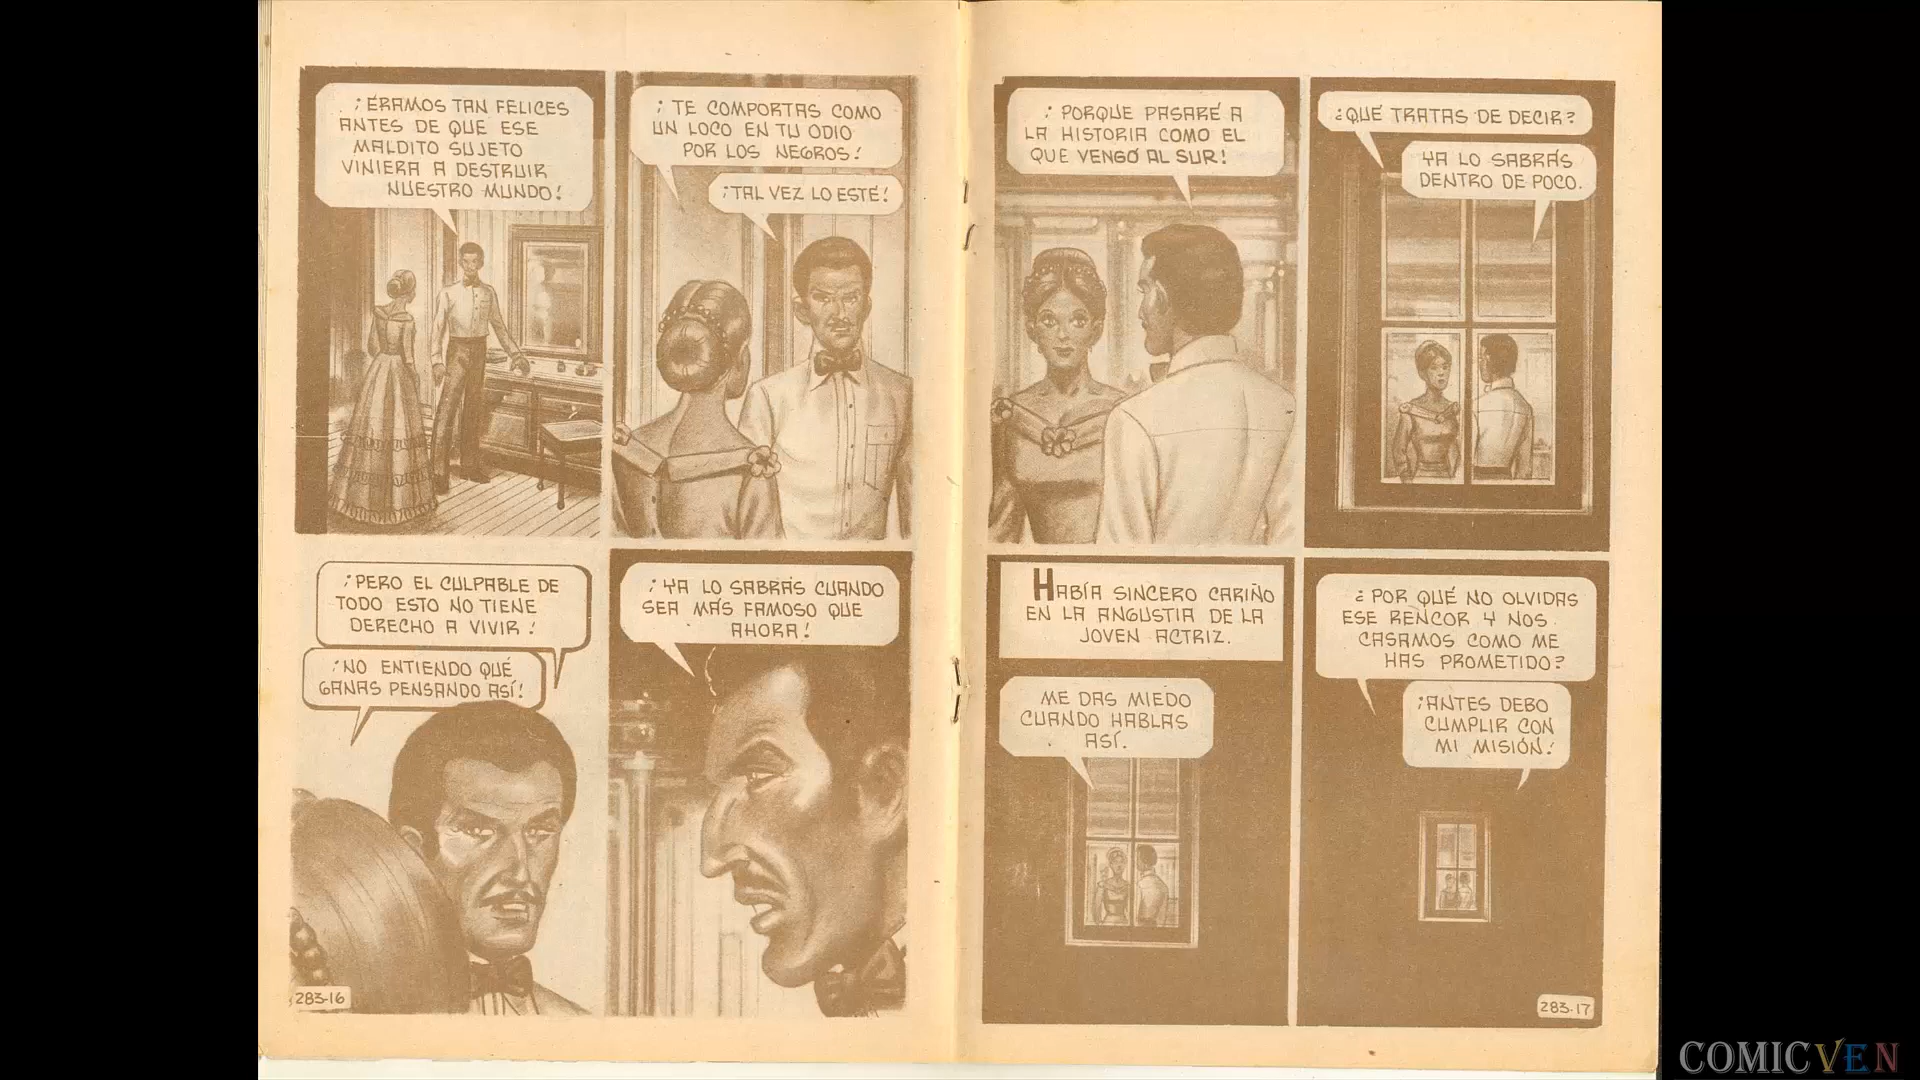 ¡ÉRAMOS TAN FELICES
ANTES DE QUE ESE
MALDITO SUJETO
VINIERA A DESTRUIR
NUESTRO MUNDO!
¡TE COMPORTAS COMO
UN LOCO EN TU ODIO
POR LOS NEGROS!
¡TAL VEZ LO ESTÉ!
¡PERO EL CULPABLE DE
TODO ESTO NO TIENE
DERECHO A VIVIR!
¡NO ENTIENDO QUÉ
GANAS PENSANDO ASÍ!
¡YA LO SABRÁS CUANDO
SEA MÁS FAMOSO QUE
AHORA!
283-16
¡PORQUE PASARÉ A
LA HISTORIA COMO EL
QUE VENGÓ AL SUR!
¿QUÉ TRATAS DE DECIR?
YA LO SABRÁS
DENTRO DE POCO.
HABÍA SINCERO CARIÑO
EN LA ANGUSTIA DE LA
JOVEN ACTRIZ.
ME DAS MIEDO
CUANDO HABLAS
ASÍ.
¿POR QUÉ NO OLVIDAS
ESE RENCOR Y NOS
CASAMOS COMO ME
HAS PROMETIDO?
¡ANTES DEBO
CUMPLIR CON
MI MISIÓN!
283-17
COMICVEN